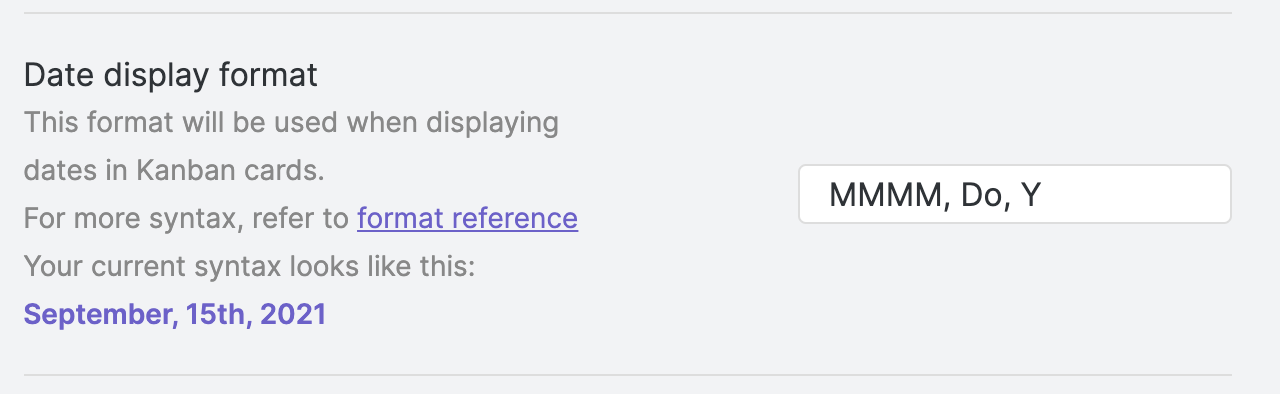 Date display format
This format will be used when displaying
dates in Kanban cards.
For more syntax, refer to format reference
Your current syntax looks like this:
September, 15th, 2021
MMMM, Do, Y